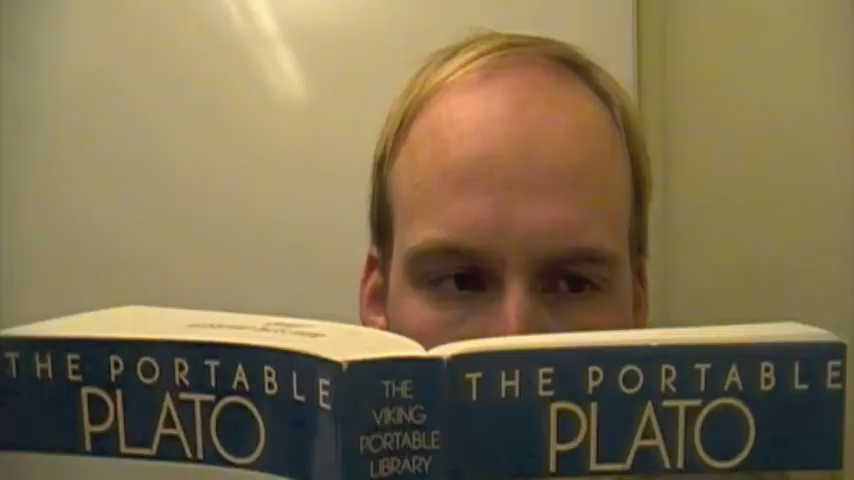 THE PORTABLE
PLATO
THE
VIKING
PORTABLE
LIBRARY
THE PORTABLE
PLATO